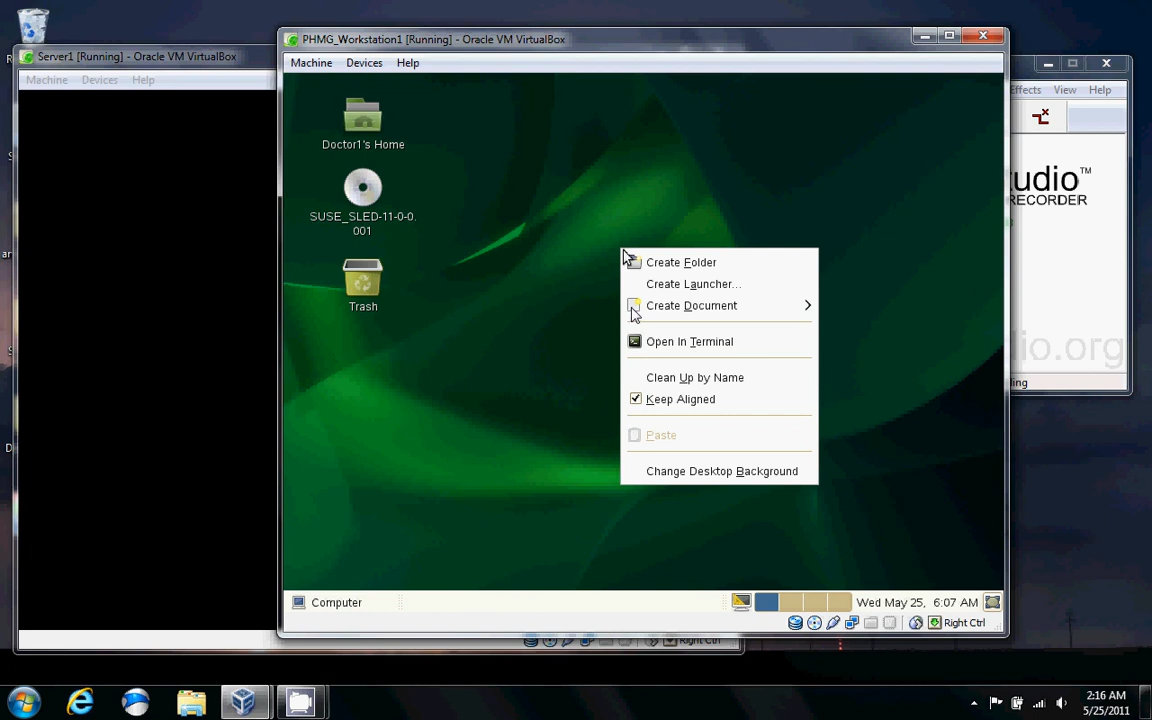 PHMG_Workstation1 [Running] - Oracle VM VirtualBox
Machine Devices Help
Server1 [Running] - Oracle VM VirtualBox
Machine Devices Help
Effects View Help
udio™
RECORDER
io.org
ing
Doctor1's Home
SUSE_SLED-11-0-0.
001
Trash
Create Folder
Create Launcher...
Create Document
Open In Terminal
Clean Up by Name
Keep Aligned
Paste
Change Desktop Background
Computer
Wed May 25, 6:07 AM
Right Ctrl
Right Ctrl
2:16 AM
5/25/2011